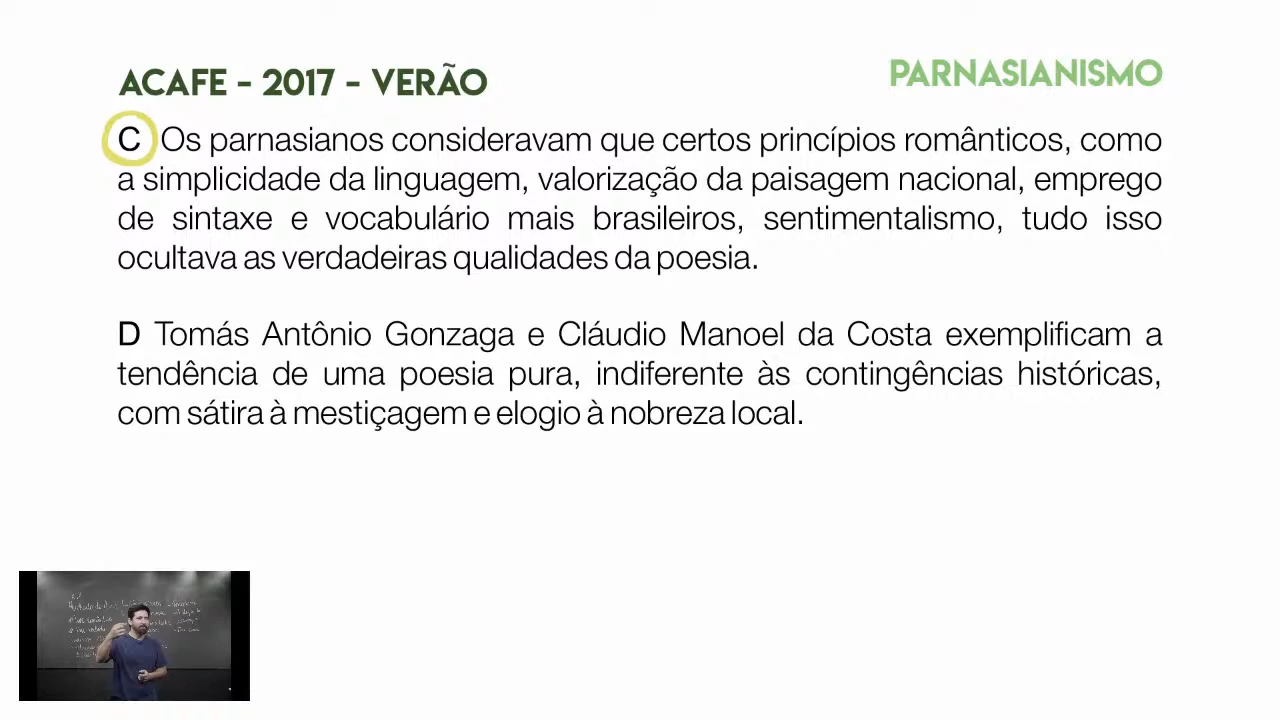 ACAFE - 2017 - VERÃO
PARNASIANISMO
C Os parnasianos consideravam que certos princípios românticos, como
a simplicidade da linguagem, valorização da paisagem nacional, emprego
de sintaxe e vocabulário mais brasileiros, sentimentalismo, tudo isso
ocultava as verdadeiras qualidades da poesia.
D Tomás Antônio Gonzaga e Cláudio Manoel da Costa exemplificam a
tendência de uma poesia pura, indiferente às contingências históricas,
com sátira à mestiçagem e elogio à nobreza local.